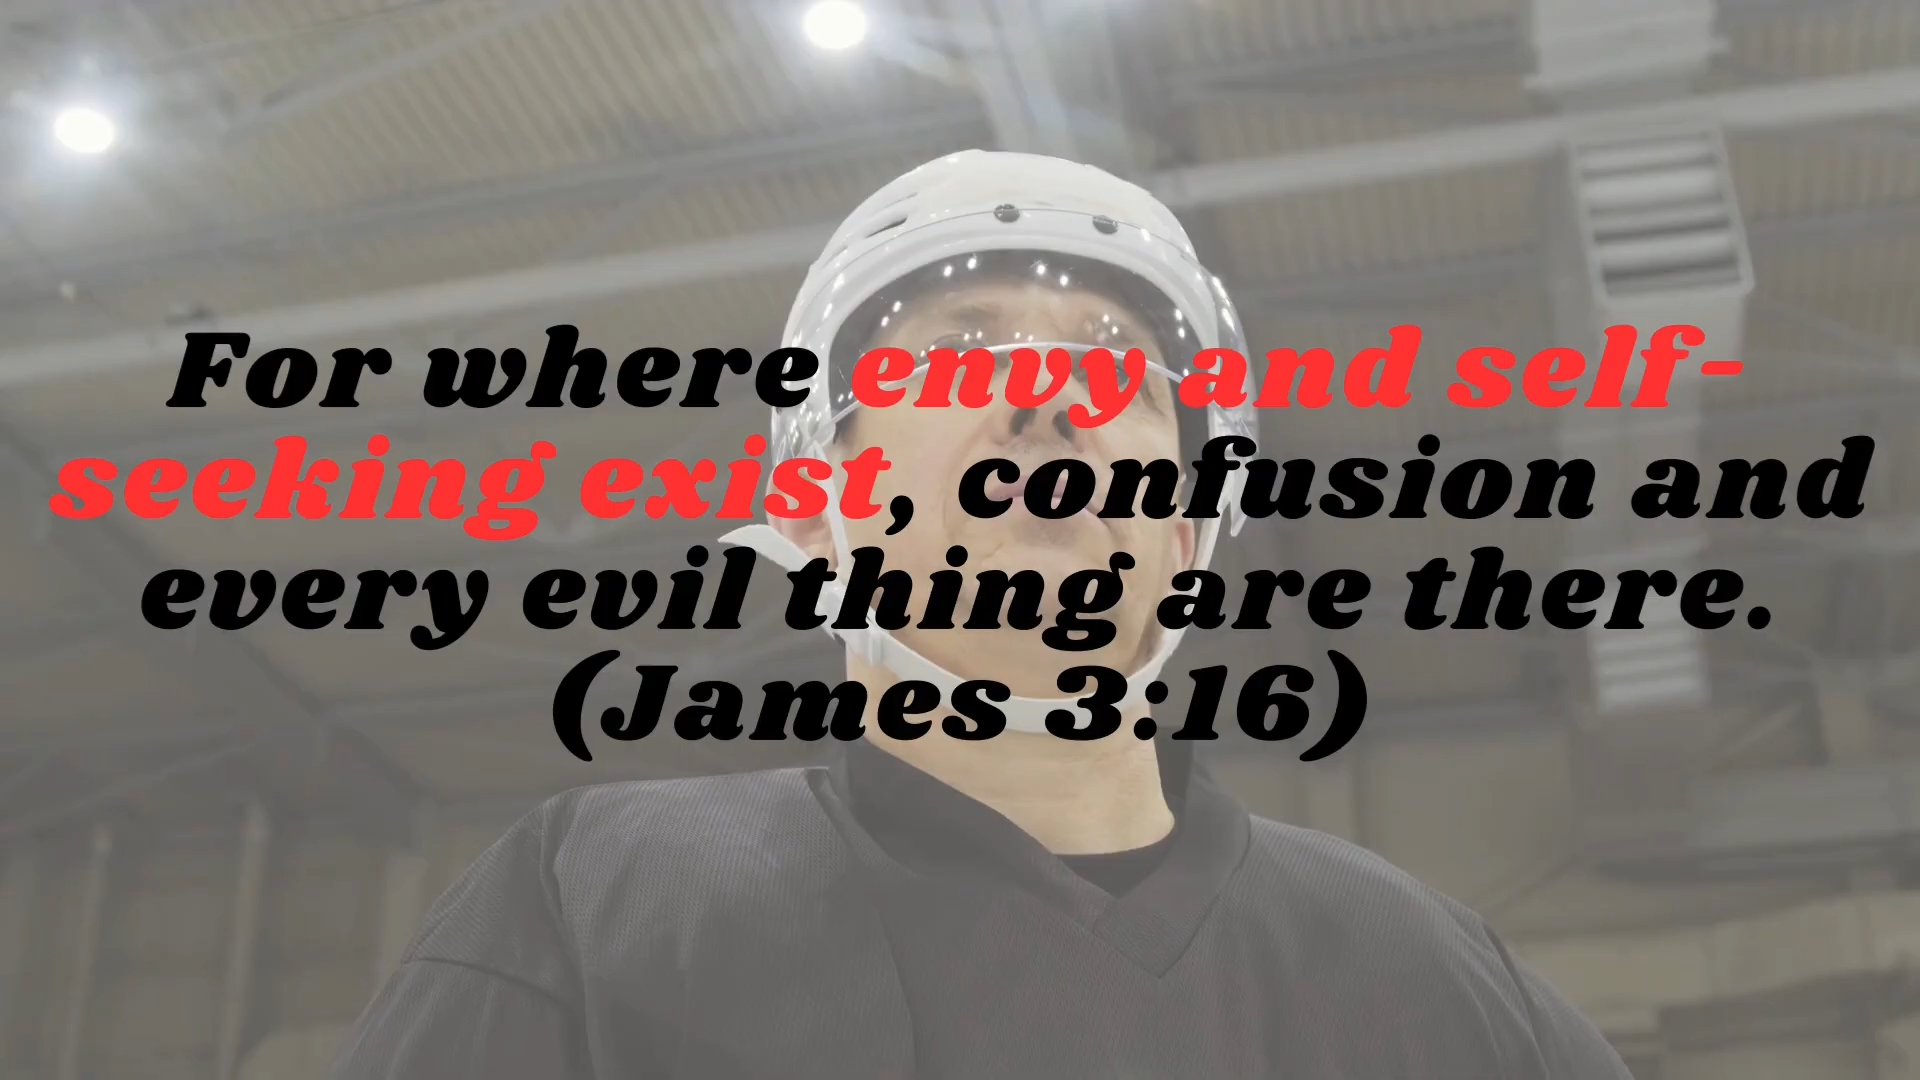 For where envy and self-
seeking exist, confusion and
every evil thing are there.
(James 3:16)